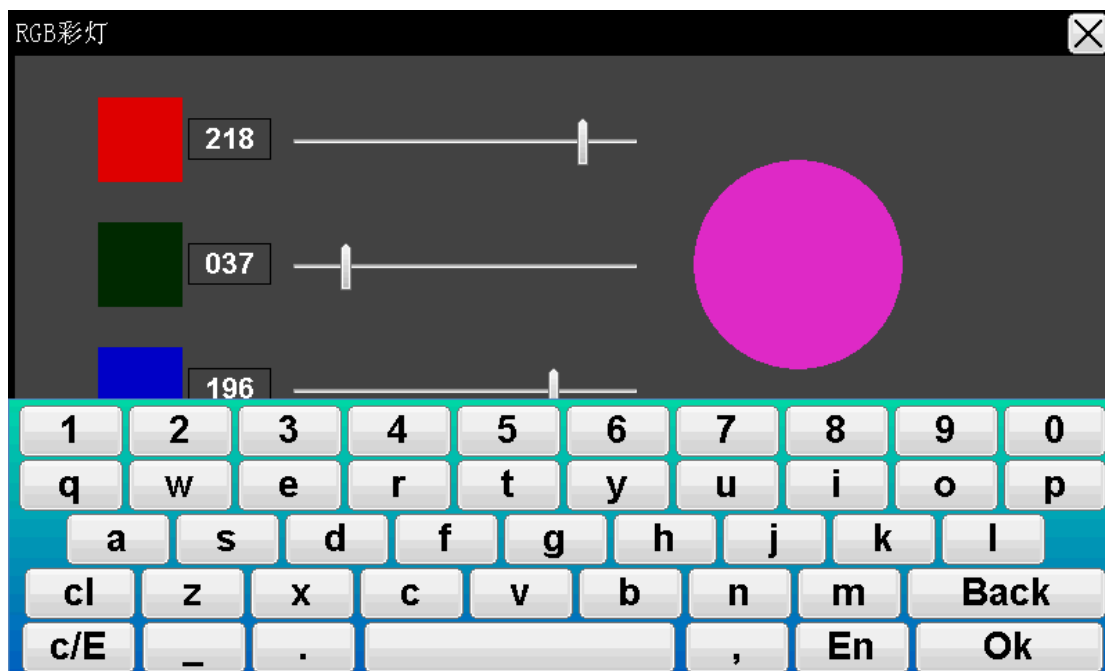 RGB彩灯
218
037
196
1 2 3 4 5 6 7 8 9 0
q w e r t y u i o p
a s d f g h j k l
cl z x c v b n m Back
c/E _ . , En Ok